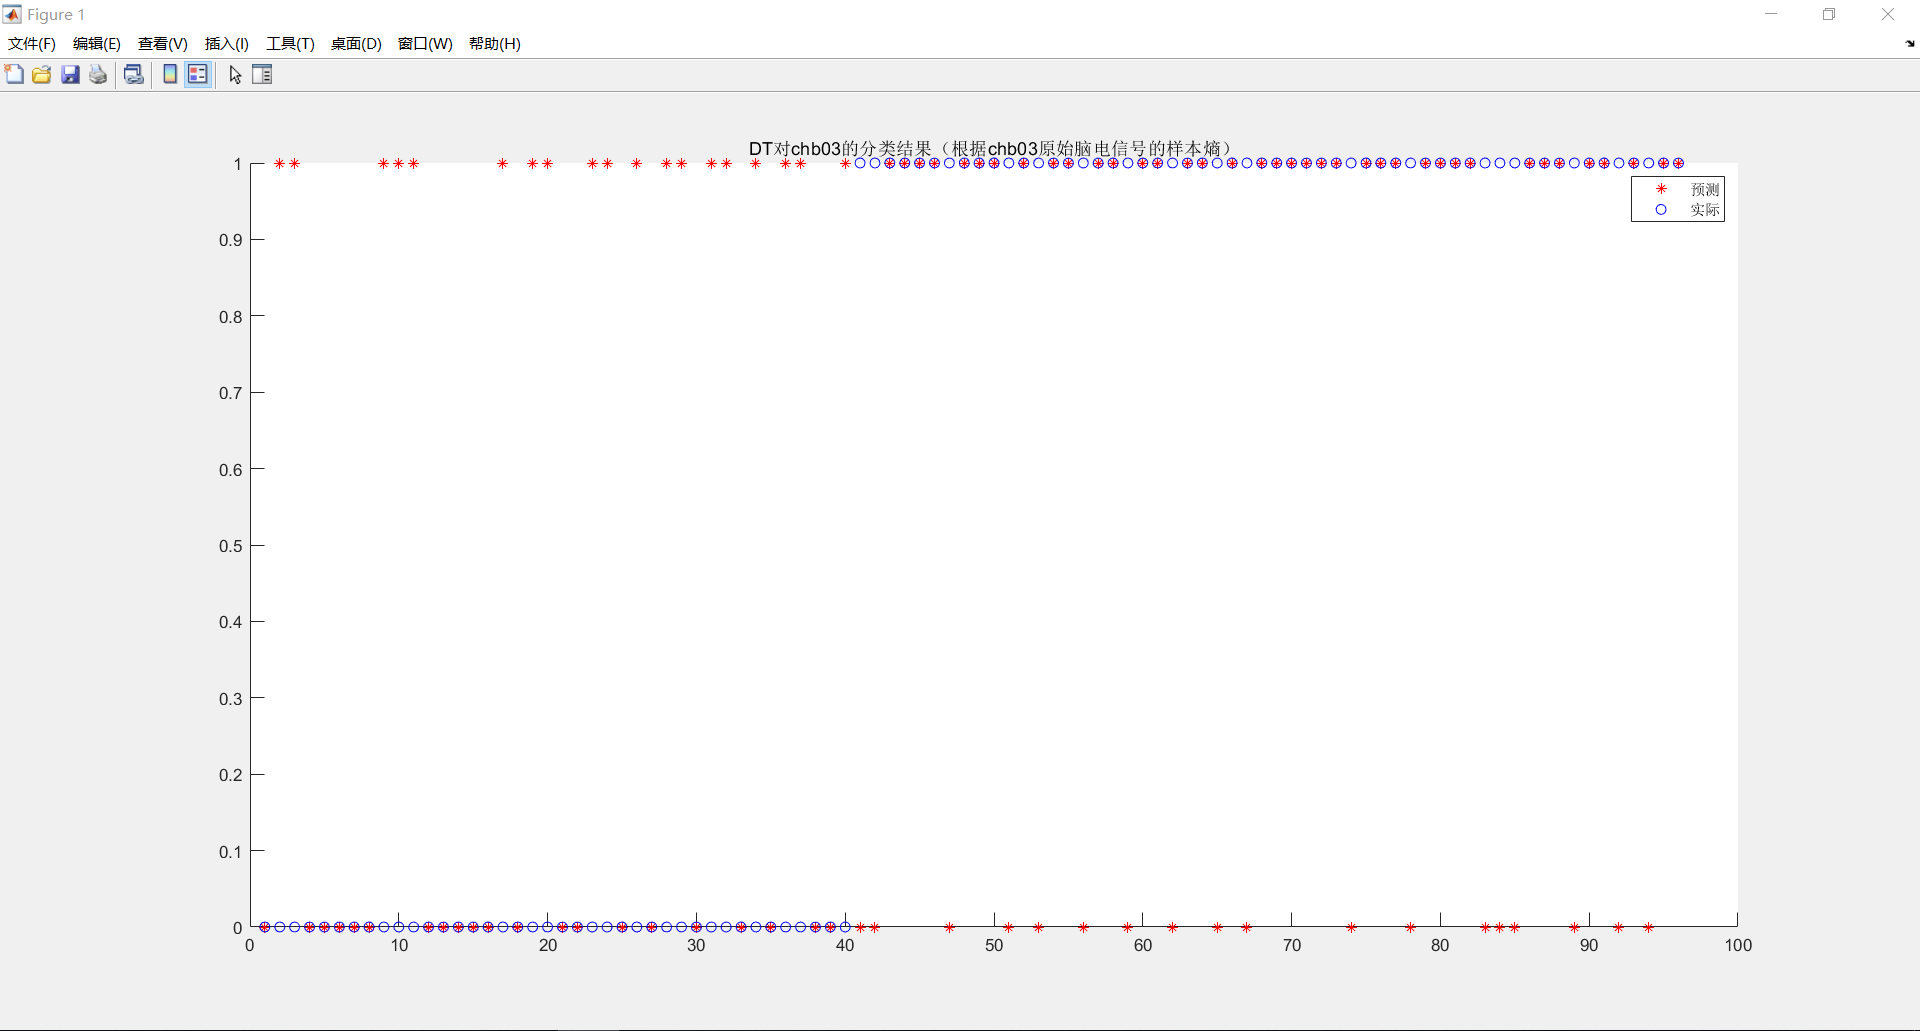 Figure 1
文件(F) 编辑(E) 查看(V) 插入(I) 工具(T) 桌面(D) 窗口(W) 帮助(H)
DT对chb03的分类结果（根据chb03原始脑电信号的样本熵）
预测
实际
1
0.9
0.8
0.7
0.6
0.5
0.4
0.3
0.2
0.1
0
0 10 20 30 40 50 60 70 80 90 100